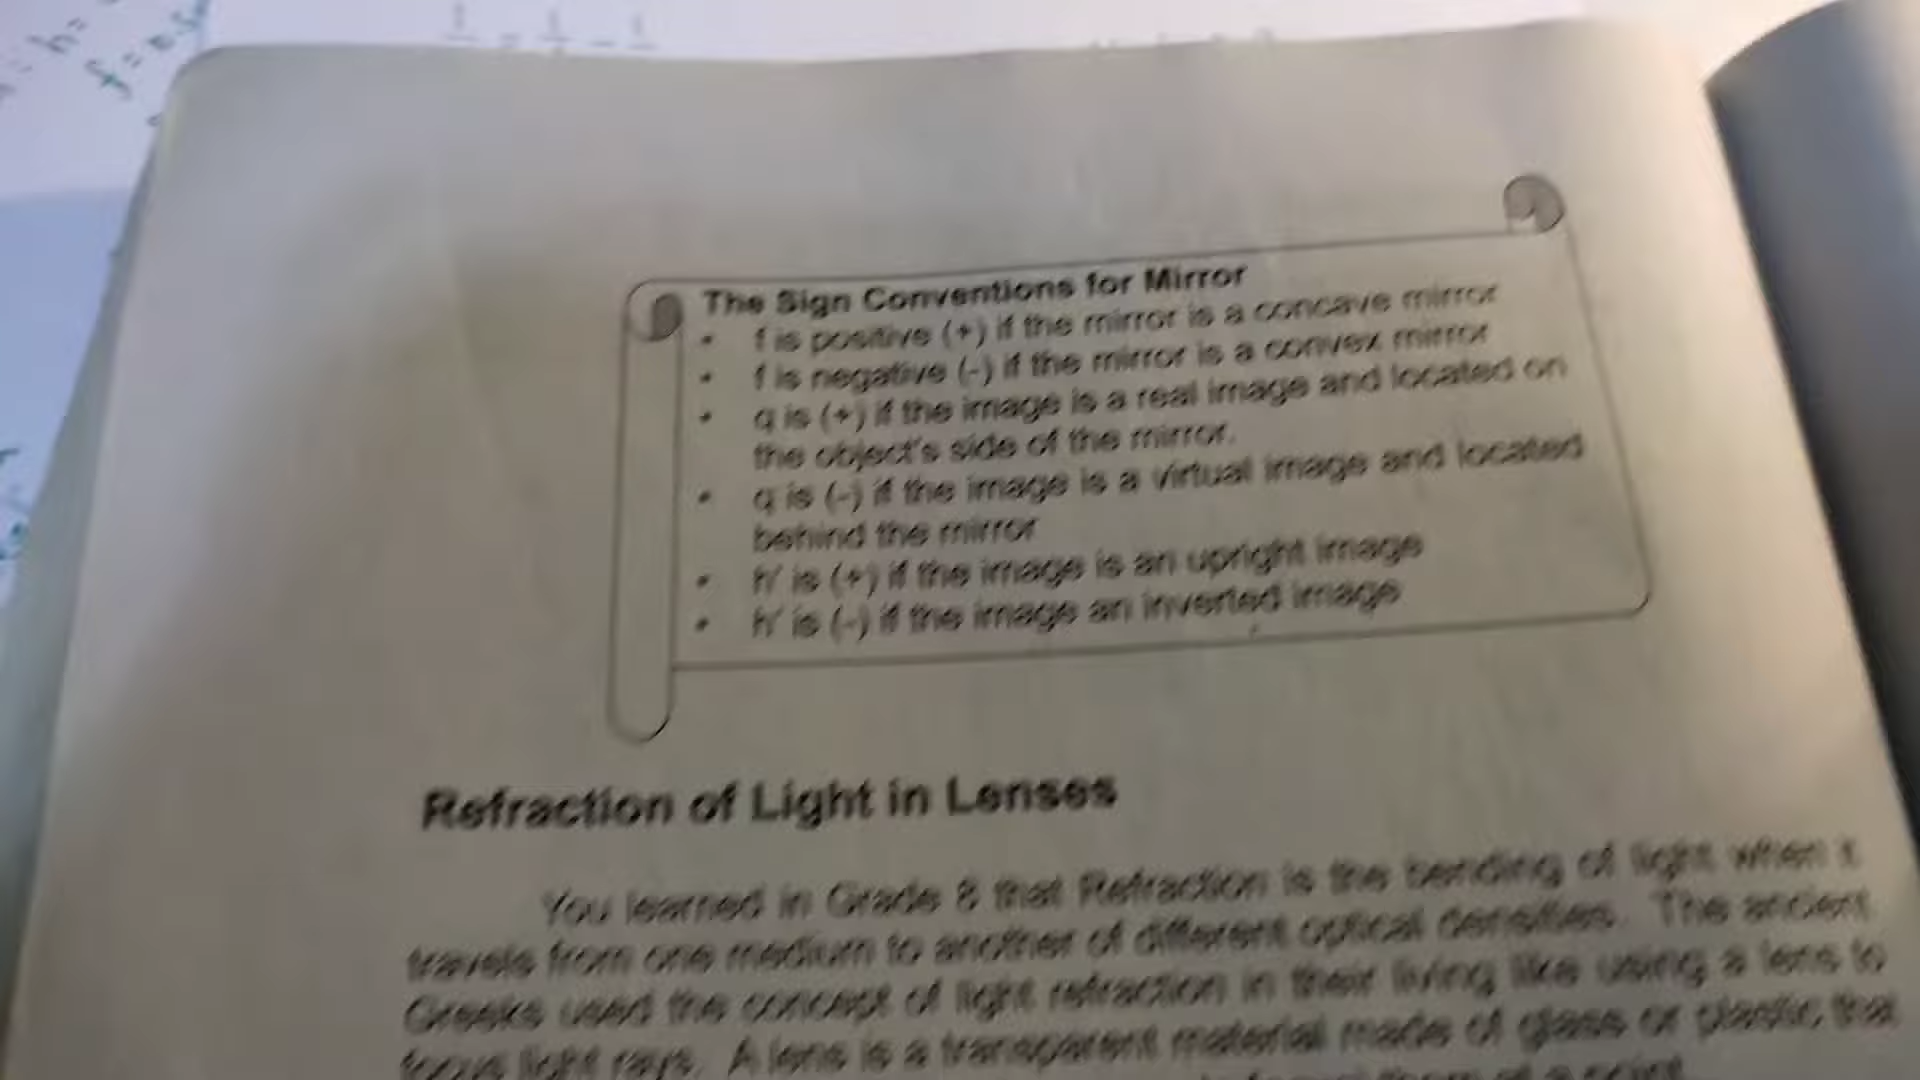 The Sign Conventions for Mirror
• f is positive (+) if the mirror is a concave mirror
• f is negative (-) if the mirror is a convex mirror
• q is (+) if the image is a real image and located on
the object's side of the mirror.
• q is (-) if the image is a virtual image and located
behind the mirror
• h' is (+) if the image is an upright image
• h' is (-) if the image an inverted image
Refraction of Light in Lenses
You learned in Grade 8 that Refraction is the bending of light when
travels from one medium to another of different optical densities. The ancient
Greeks used the concept of light refraction in their living like using a lens to
focus light rays. A lens is a transparent material made of glass or plastic that